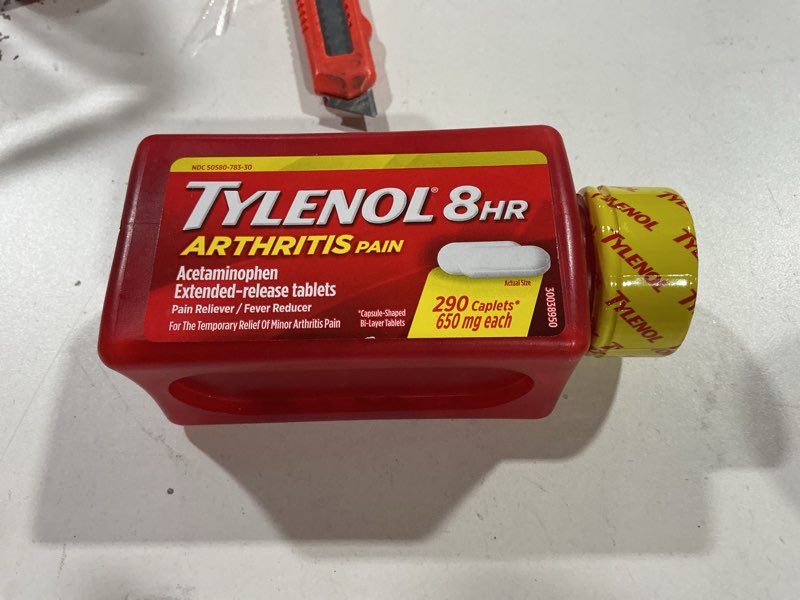 NDC 50580-783-30
TYLENOL® 8HR
ARTHRITIS PAIN
Acetaminophen
Extended-release tablets
Pain Reliever / Fever Reducer
For The Temporary Relief Of Minor Arthritis Pain
*Capsule-Shaped
Bi-Layer Tablets
Actual Size
290 Caplets*
650 mg each
30038950
TYLENOL
TYLENOL
TYLENOL